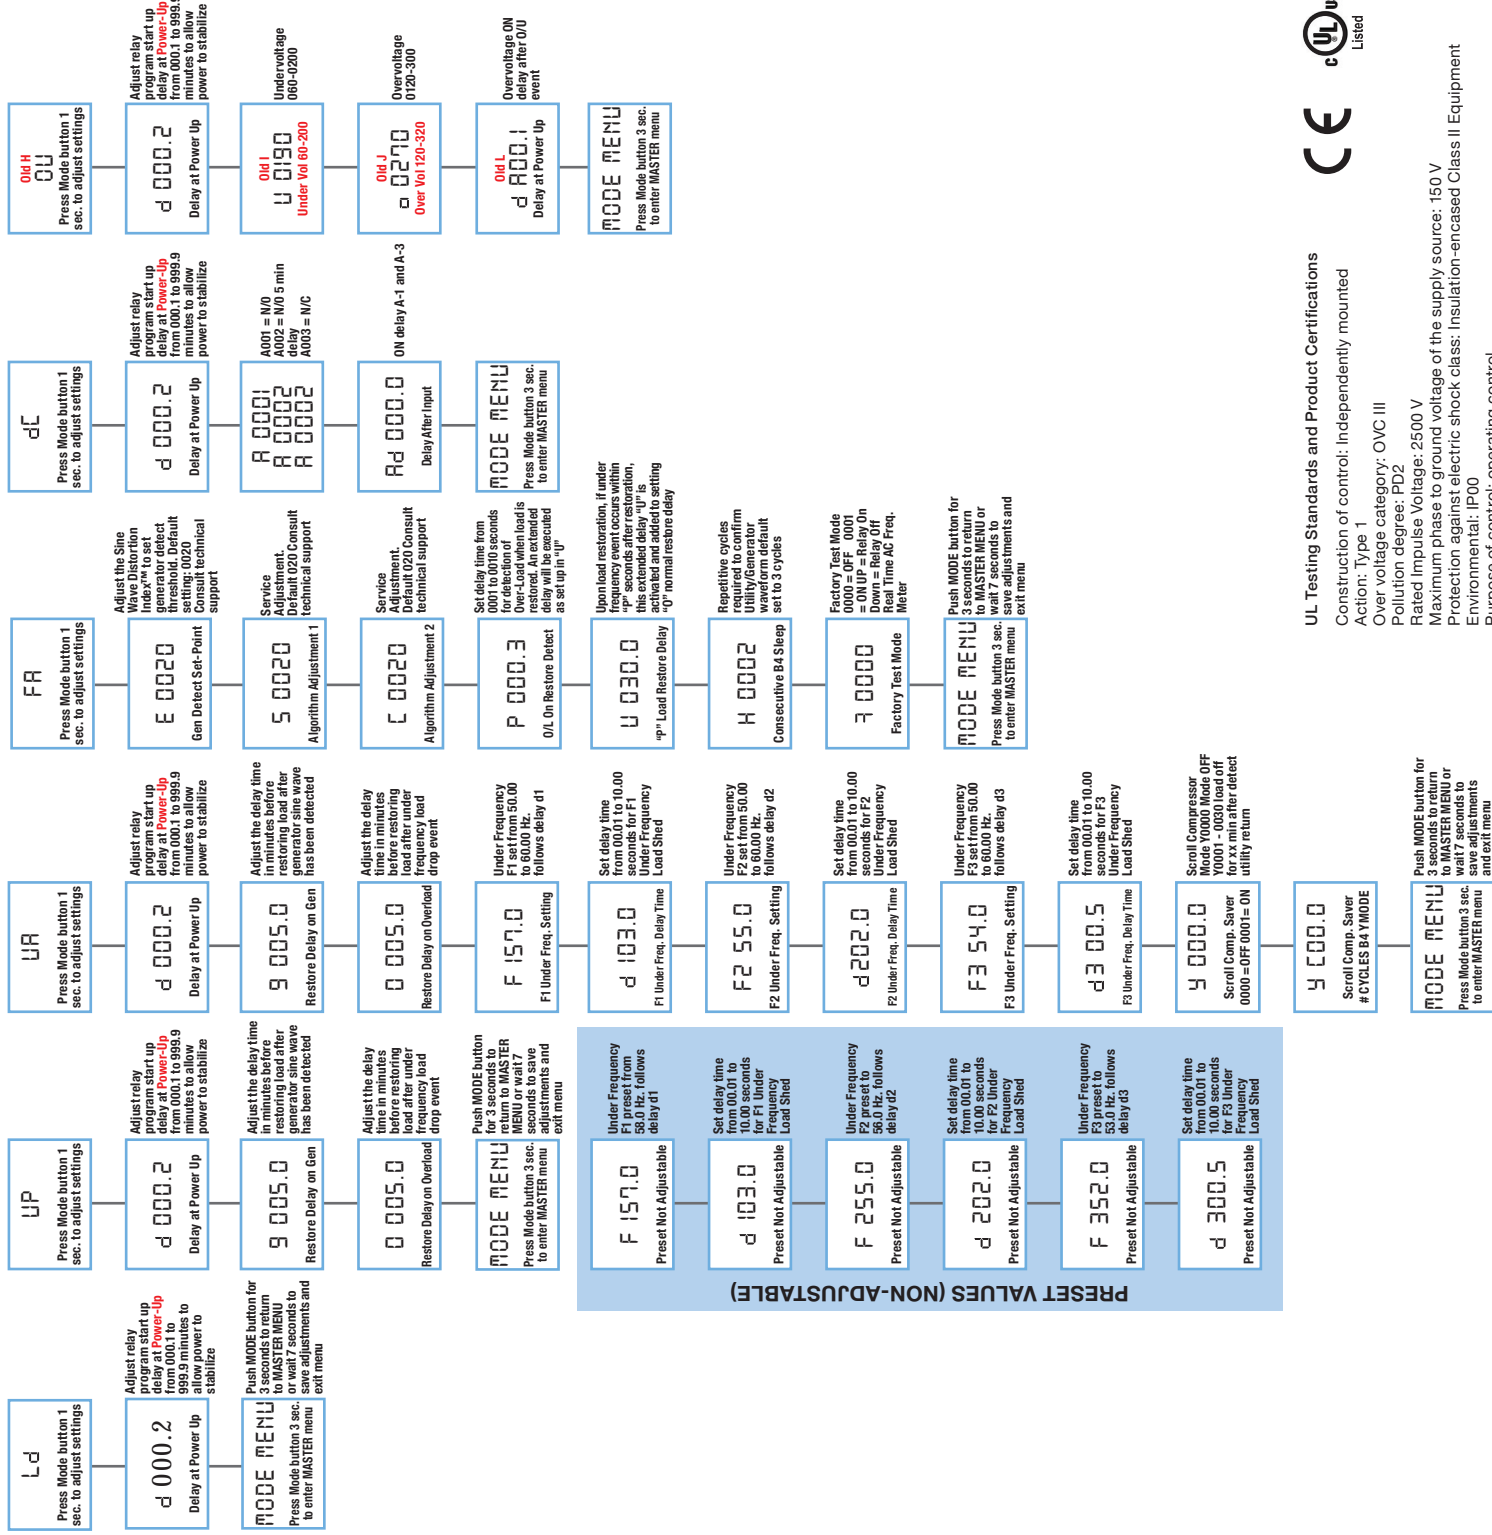 Ld
Press Mode button 1
sec. to adjust settings
d 000.2
Delay at Power Up
Adjust relay
program start up
delay at Power-Up
from 000.1 to
999.9 minutes to
allow power to
stabilize
MODE MENU
Press Mode button 3 sec.
to enter MASTER menu
Push MODE button for
3 seconds to return
to MASTER MENU
or wait 7 seconds to
save adjustments and
exit menu
UP
Press Mode button 1
sec. to adjust settings
d 000.2
Delay at Power Up
Adjust relay
program start up
delay at Power-Up
from 000.1 to 999.9
minutes to allow
power to stabilize
g 005.0
Restore Delay on Gen
Adjust the delay time
in minutes before
restoring load after
generator sine wave
has been detected
O 005.0
Restore Delay on Overload
Adjust the delay
time in minutes
before restoring
load after under
frequency load
drop event
MODE MENU
Press Mode button 3 sec.
to enter MASTER menu
Push MODE button
for 3 seconds to
return to MASTER
MENU or wait 7
seconds to save
adjustments and
exit menu
PRESET VALUES (NON-ADJUSTABLE)
F 157.0
Preset Not Adjustable
Under Frequency
F1 preset from
58.0 Hz. follows
delay d1
d 103.0
Preset Not Adjustable
Set delay time
from 00.01 to
10.00 seconds
for F1 Under
Frequency
Load Shed
F 255.0
Preset Not Adjustable
Under Frequency
F2 preset to
56.0 Hz. follows
delay d2
d 202.0
Preset Not Adjustable
Set delay time
from 00.01 to
10.00 seconds
for F2 Under
Frequency
Load Shed
F 352.0
Preset Not Adjustable
Under Frequency
F3 preset to
53.0 Hz. follows
delay d3
d 300.5
Preset Not Adjustable
Set delay time
from 00.01 to
10.00 seconds
for F3 Under
Frequency
Load Shed
UA
Press Mode button 1
sec. to adjust settings
d 000.2
Delay at Power Up
Adjust relay
program start up
delay at Power-Up
from 000.1 to 999.9
minutes to allow
power to stabilize
g 005.0
Restore Delay on Gen
Adjust the delay time
in minutes before
restoring load after
generator sine wave
has been detected
O 005.0
Restore Delay on Overload
Adjust the delay
time in minutes
before restoring
load after under
frequency load
drop event
F 157.0
F1 Under Freq. Setting
Under Frequency
F1 set from 50.00
to 60.00 Hz.
follows delay d1
d 103.0
F1 Under Freq. Delay Time
Set delay time
from 00.01 to 10.00
seconds for F1
Under Frequency
Load Shed
F2 55.0
F2 Under Freq. Setting
Under Frequency
F2 set from 50.00
to 60.00 Hz.
follows delay d2
d202.0
F2 Under Freq. Delay Time
Set delay time
from 00.01 to 10.00
seconds for F2
Under Frequency
Load Shed
F3 54.0
F3 Under Freq. Setting
Under Frequency
F3 set from 50.00
to 60.00 Hz.
follows delay d3
d3 00.5
F3 Under Freq. Delay Time
Set delay time
from 00.01 to 10.00
seconds for F3
Under Frequency
Load Shed
y 000.0
Scroll Comp. Saver
0000 =OFF 0001= ON
Scroll Compressor
Mode Y0000 Mode OFF
Y0001 - 0030 load off
for x x min after detect
utility return
y C00.0
Scroll Comp. Saver
# CYCLES B4 Y MODE
MODE MENU
Press Mode button 3 sec.
to enter MASTER menu
Push MODE button for
3 seconds to return
to MASTER MENU or
wait 7 seconds to
save adjustments
and exit menu
FA
Press Mode button 1
sec. to adjust settings
E 0020
Gen Detect Set-Point
Adjust the Sine
Wave Distortion
Index™ to set
generator detect
threshold. Default
setting: 0020
Consult technical
support
S 0020
Algorithm Adjustment 1
Service
Adjustment.
Default 020 Consult
technical support
C 0020
Algorithm Adjustment 2
Service
Adjustment.
Default 020 Consult
technical support
P 000.3
O/L On Restore Detect
Set delay time from
0001 to 0010 seconds
for detection of
Over-Load when load is
restored. An extended
delay will be executed
as set up in "U"
U 030.0
"P" Load Restore Delay
Upon load restoration, if under
frequency event occurs within
"P" seconds after restoration,
this extended delay "U" is
activated and added to setting
"O" normal restore delay
H 0002
Consecutive B4 Sleep
Repetitive cycles
required to confirm
Utility/Generator
waveform default
set to 3 cycles
7 0000
Factory Test Mode
Factory Test Mode
0000 = OFF 0001
= ON UP = Relay On
Down = Relay Off
Real Time AC Freq.
Meter
MODE MENU
Press Mode button 3 sec.
to enter MASTER menu
Push MODE button for
3 seconds to return
to MASTER MENU or
wait 7 seconds to
save adjustments and
exit menu
dC
Press Mode button 1
sec. to adjust settings
d 000.2
Delay at Power Up
Adjust relay
program start up
delay at Power-Up
from 000.1 to 999.9
minutes to allow
power to stabilize
A 0001
A 0002
A 0002
A001 = N/O
A002 = N/O 5 min
delay
A003 = N/C
Ad 000.0
Delay After Input
ON delay A-1 and A-3
MODE MENU
Press Mode button 3 sec.
to enter MASTER menu
Old H
OU
Press Mode button 1
sec. to adjust settings
d 000.2
Delay at Power Up
Adjust relay
program start up
delay at Power-Up
from 000.1 to 999.9
minutes to allow
power to stabilize
Old I
U 0190
Under Vol 60-200
Undervoltage
060-0200
Old J
o 0270
Over Vol 120-320
Overvoltage
0120-300
Old L
d A00.1
Delay at Power Up
Overvoltage ON
delay after O/U
event
MODE MENU
Press Mode button 3 sec.
to enter MASTER menu
UL Testing Standards and Product Certifications
Construction of control: Independently mounted
Action: Type 1
Over voltage category: OVC III
Pollution degree: PD2
Rated Impulse Voltage: 2500 V
Maximum phase to ground voltage of the supply source: 150 V
Protection against electric shock class: Insulation-encased Class II Equipment
Environmental: IP00
Purpose of control: operating control
CE
c UL us
Listed